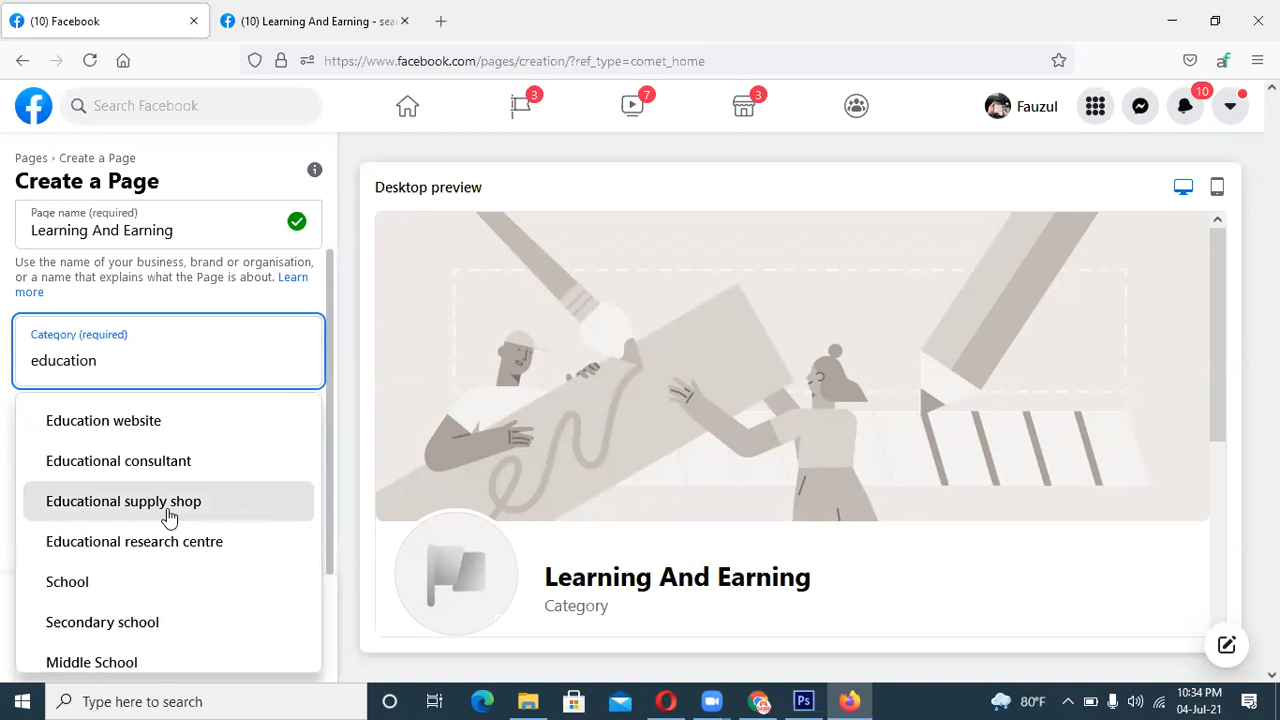 (10) Facebook
(10) Learning And Earning - sea
https://www.facebook.com/pages/creation/?ref_type=comet_home
af
Search Facebook
3
7
3
Fauzul
10
Pages › Create a Page
Create a Page
Page name (required)
Learning And Earning
Use the name of your business, brand or organisation,
or a name that explains what the Page is about. Learn
more
Category (required)
education
Education website
Educational consultant
Educational supply shop
Educational research centre
School
Secondary school
Middle School
Desktop preview
Learning And Earning
Category
Type here to search
Ps
80°F
10:34 PM
04-Jul-21